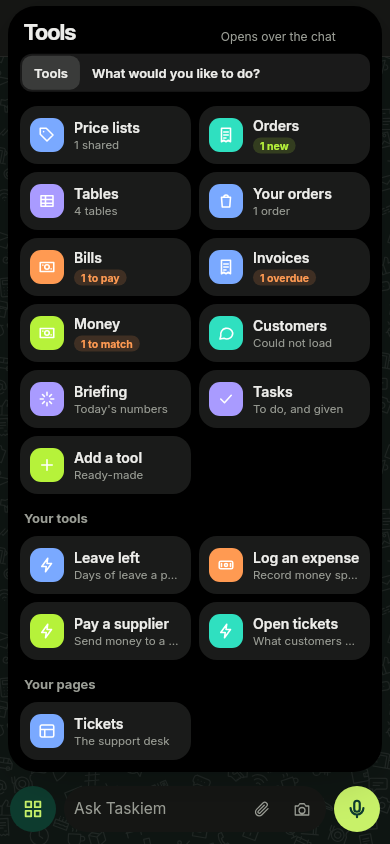 Tools
Opens over the chat
Tools
What would you like to do?
Price lists
1 shared
Orders
1 new
Tables
4 tables
Your orders
1 order
Bills
1 to pay
Invoices
1 overdue
Money
1 to match
Customers
Could not load
Briefing
Today's numbers
Tasks
To do, and given
Add a tool
Ready-made
Your tools
Leave left
Days of leave a p...
Log an expense
Record money sp...
Pay a supplier
Send money to a ...
Open tickets
What customers ...
Your pages
Tickets
The support desk
Ask Taskiem